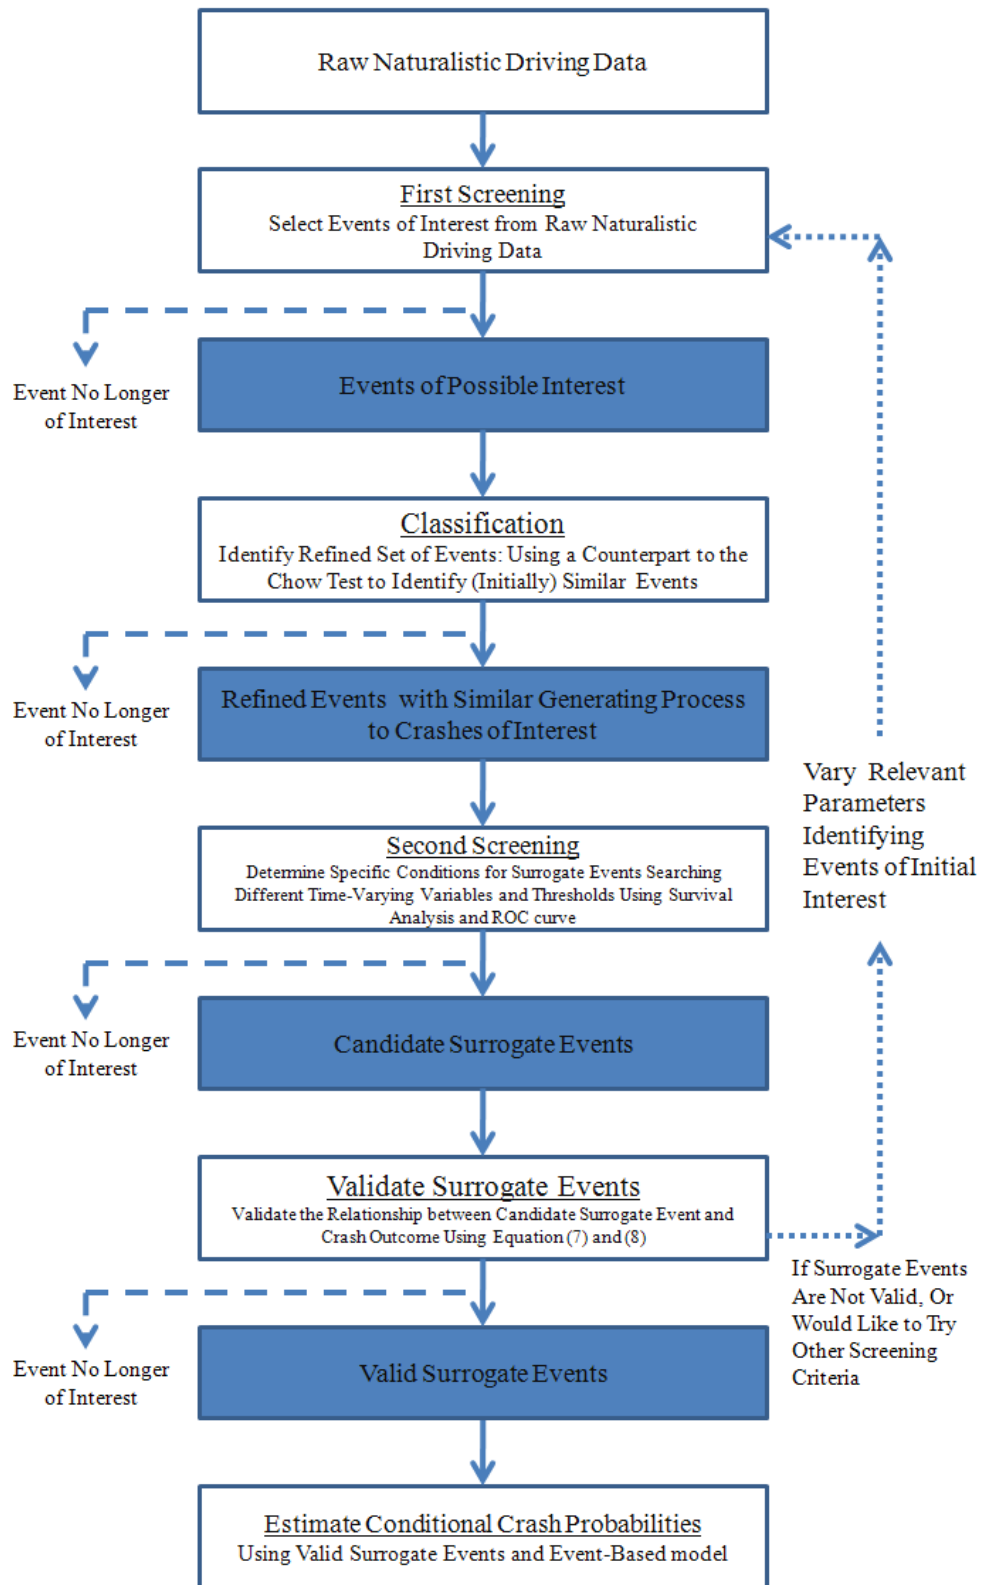 Raw Naturalistic Driving Data
First Screening
Select Events of Interest from Raw Naturalistic
Driving Data
Event No Longer
of Interest
Events of Possible Interest
Classification
Identify Refined Set of Events: Using a Counterpart to the
Chow Test to Identify (Initially) Similar Events
Event No Longer
of Interest
Refined Events with Similar Generating Process
to Crashes of Interest
Vary Relevant
Parameters
Identifying
Events of Initial
Interest
Second Screening
Determine Specific Conditions for Surrogate Events Searching
Different Time-Varying Variables and Thresholds Using Survival
Analysis and ROC curve
Event No Longer
of Interest
Candidate Surrogate Events
Validate Surrogate Events
Validate the Relationship between Candidate Surrogate Event and
Crash Outcome Using Equation (7) and (8)
If Surrogate Events
Are Not Valid, Or
Would Like to Try
Other Screening
Criteria
Event No Longer
of Interest
Valid Surrogate Events
Estimate Conditional Crash Probabilities
Using Valid Surrogate Events and Event-Based model